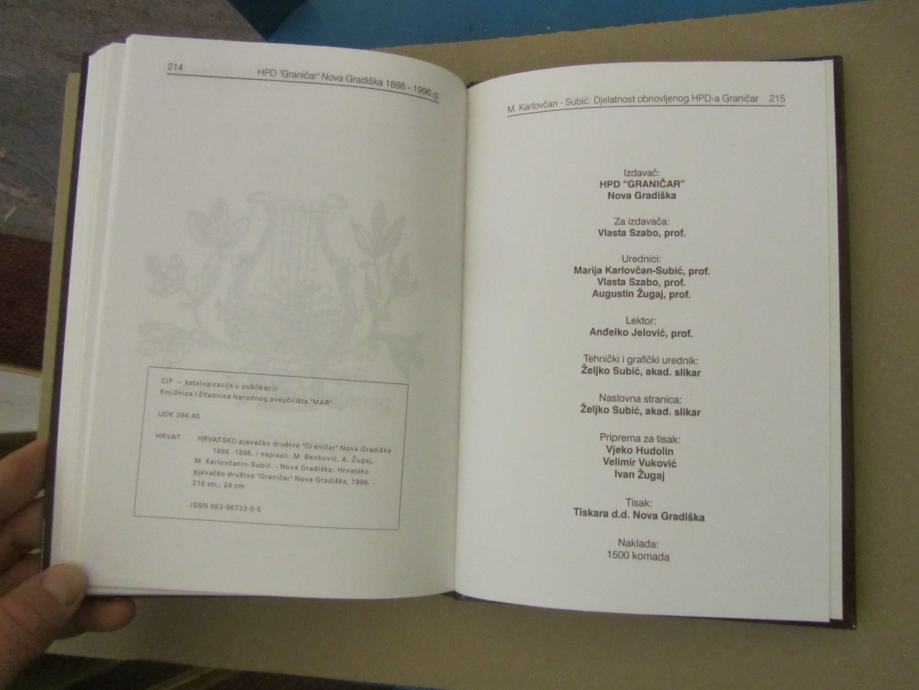 214
HPD "Graničar" Nova Gradiška 1886.- 1996.g.
CIP — katalogizacija u publikaciji
Knjižnica i čitaonica Narodnog sveučilišta "MAR"
UDK 394.45
HRVAT HRVATSKO pjevačko društvo "Graničar" Nova Gradiška
1886.-1996. / napisali: M. Benković, A. Žugaj,
M. Karlovčanin-Subić. - Nova Gradiška: Hrvatsko
pjevačko društvo "Graničar" Nova Gradiška, 1996. -
216 str.; 24 cm
ISBN 953-96733-0-5
M. Karlovčan - Subić: Djelatnost obnovljenog HPD-a Graničar 215
Izdavač:
HPD "GRANIČAR"
Nova Gradiška
Za izdavača:
Vlasta Szabo, prof.
Urednici:
Marija Karlovčan-Subić, prof.
Vlasta Szabo, prof.
Augustin Žugaj, prof.
Lektor:
Anđelko Jelović, prof.
Tehnički i grafički urednik:
Željko Subić, akad. slikar
Naslovna stranica:
Željko Subić, akad. slikar
Priprema za tisak:
Vjeko Hudolin
Velimir Vuković
Ivan Žugaj
Tisak:
Tiskara d.d. Nova Gradiška
Naklada:
1500 komada